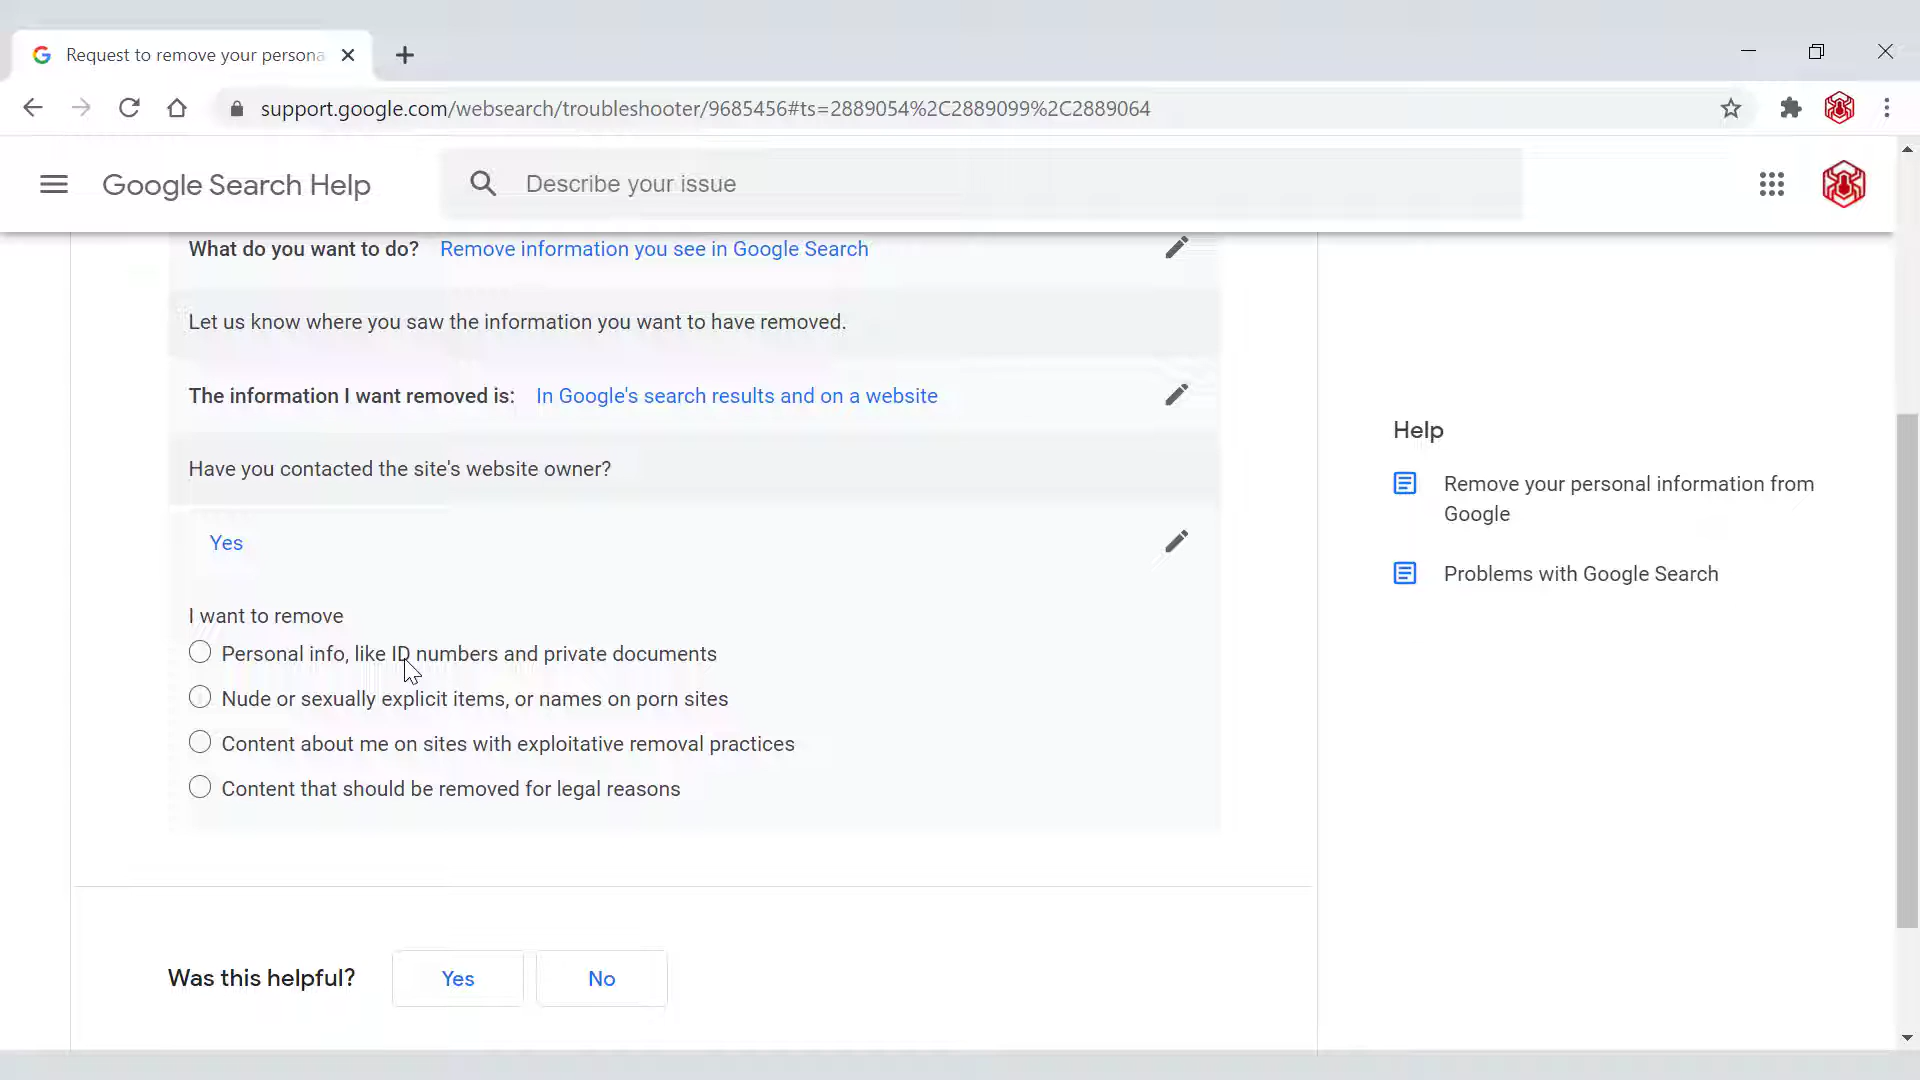 Request to remove your persona
support.google.com/websearch/troubleshooter/9685456#ts=2889054%2C2889099%2C2889064
Google Search Help
Describe your issue
What do you want to do? Remove information you see in Google Search
Let us know where you saw the information you want to have removed.
The information I want removed is: In Google's search results and on a website
Have you contacted the site's website owner?
Yes
I want to remove
Personal info, like ID numbers and private documents
Nude or sexually explicit items, or names on porn sites
Content about me on sites with exploitative removal practices
Content that should be removed for legal reasons
Was this helpful? Yes No
Help
Remove your personal information from
Google
Problems with Google Search